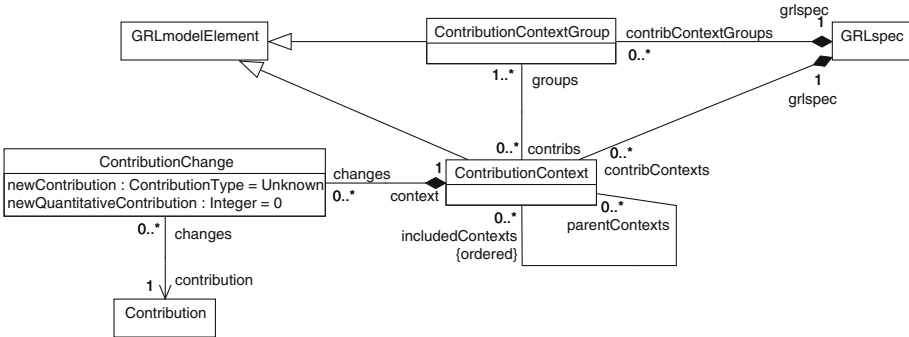 grlspec
1
GRLmodelElement
ContributionContextGroup
contribContextGroups
0..*
GRLspec
1..*
groups
1
grlspec
0..*
contribs
0..*
contribContexts
ContributionChange
newContribution : ContributionType = Unknown
newQuantitativeContribution : Integer = 0
changes
0..*
1
context
ContributionContext
0..*
includedContexts
{ordered}
0..*
parentContexts
0..*
changes
1
contribution
Contribution